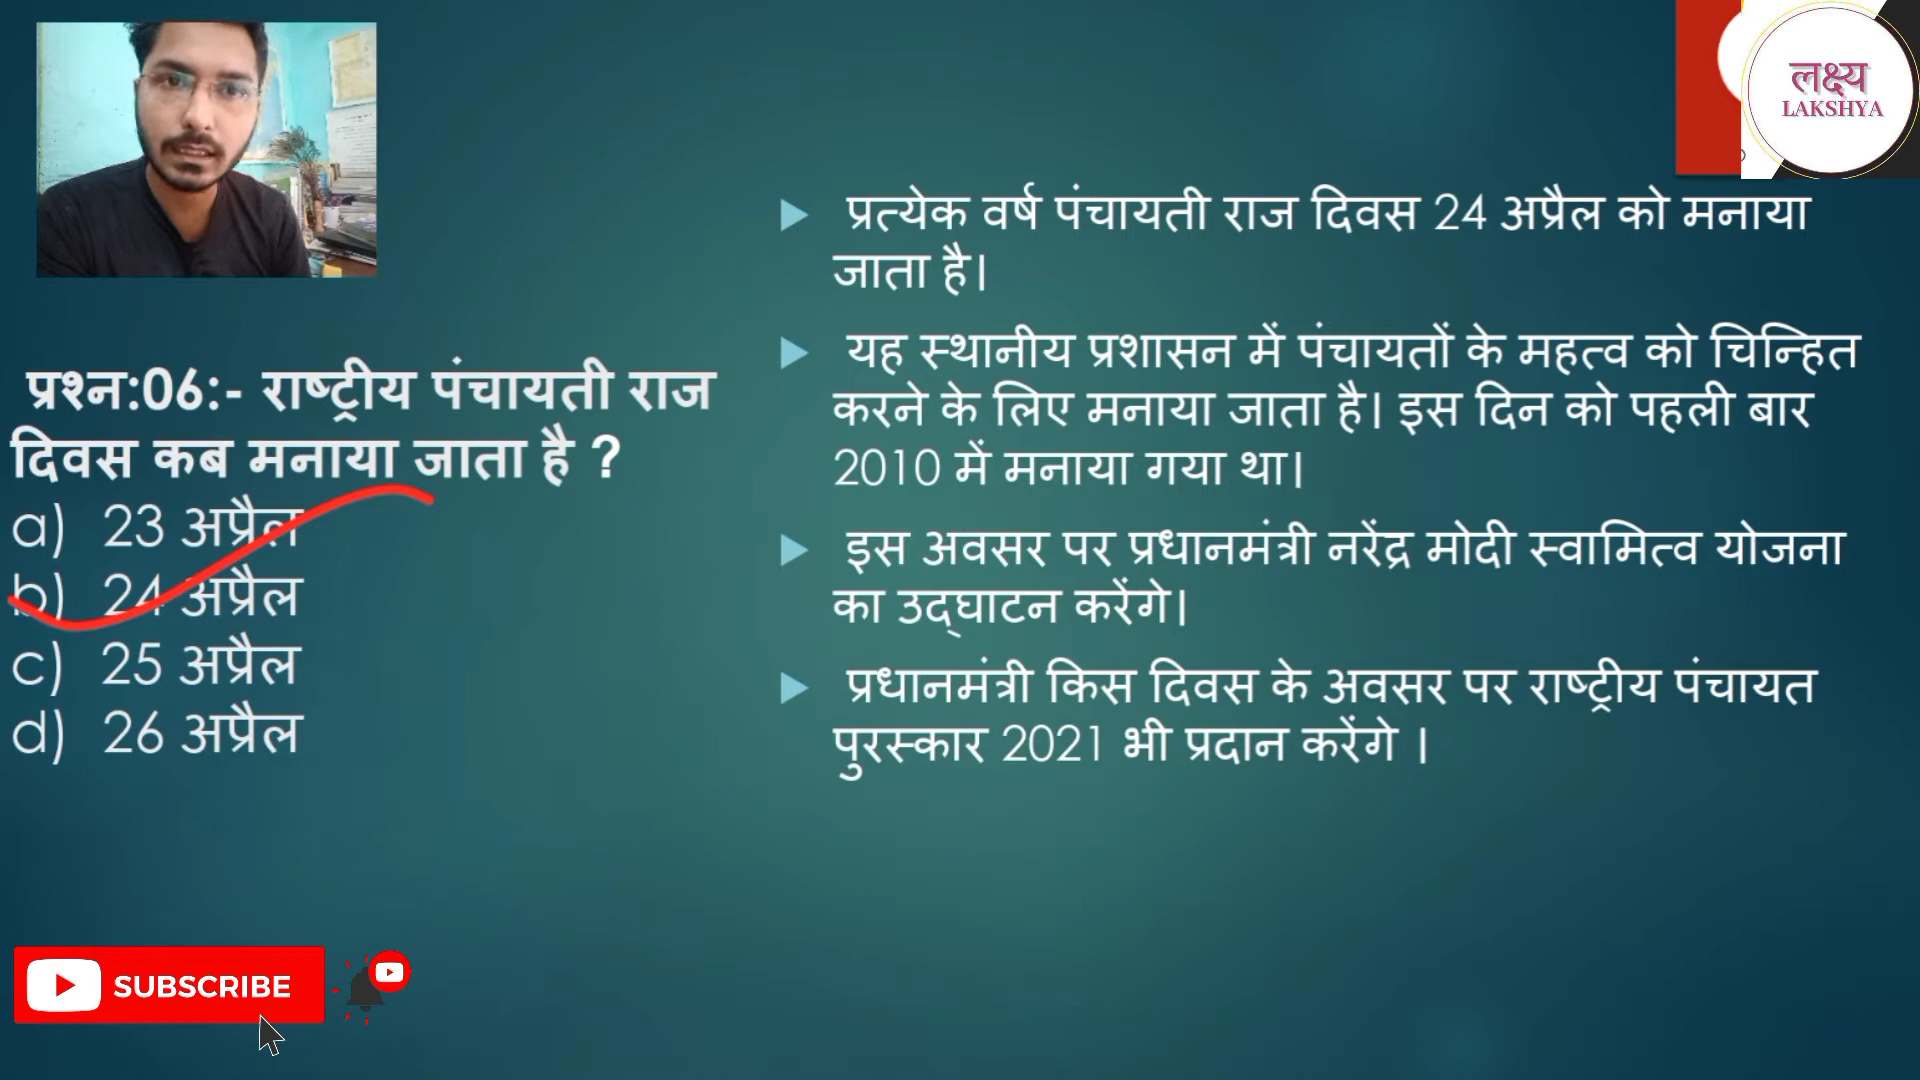 लक्ष्य
LAKSHYA
प्रश्न:06:- राष्ट्रीय पंचायती राज
दिवस कब मनाया जाता है ?
a) 23 अप्रैल
b) 24 अप्रैल
c) 25 अप्रैल
d) 26 अप्रैल
प्रत्येक वर्ष पंचायती राज दिवस 24 अप्रैल को मनाया
जाता है।
यह स्थानीय प्रशासन में पंचायतों के महत्व को चिन्हित
करने के लिए मनाया जाता है। इस दिन को पहली बार
2010 में मनाया गया था।
इस अवसर पर प्रधानमंत्री नरेंद्र मोदी स्वामित्व योजना
का उद्घाटन करेंगे।
प्रधानमंत्री किस दिवस के अवसर पर राष्ट्रीय पंचायत
पुरस्कार 2021 भी प्रदान करेंगे ।
SUBSCRIBE